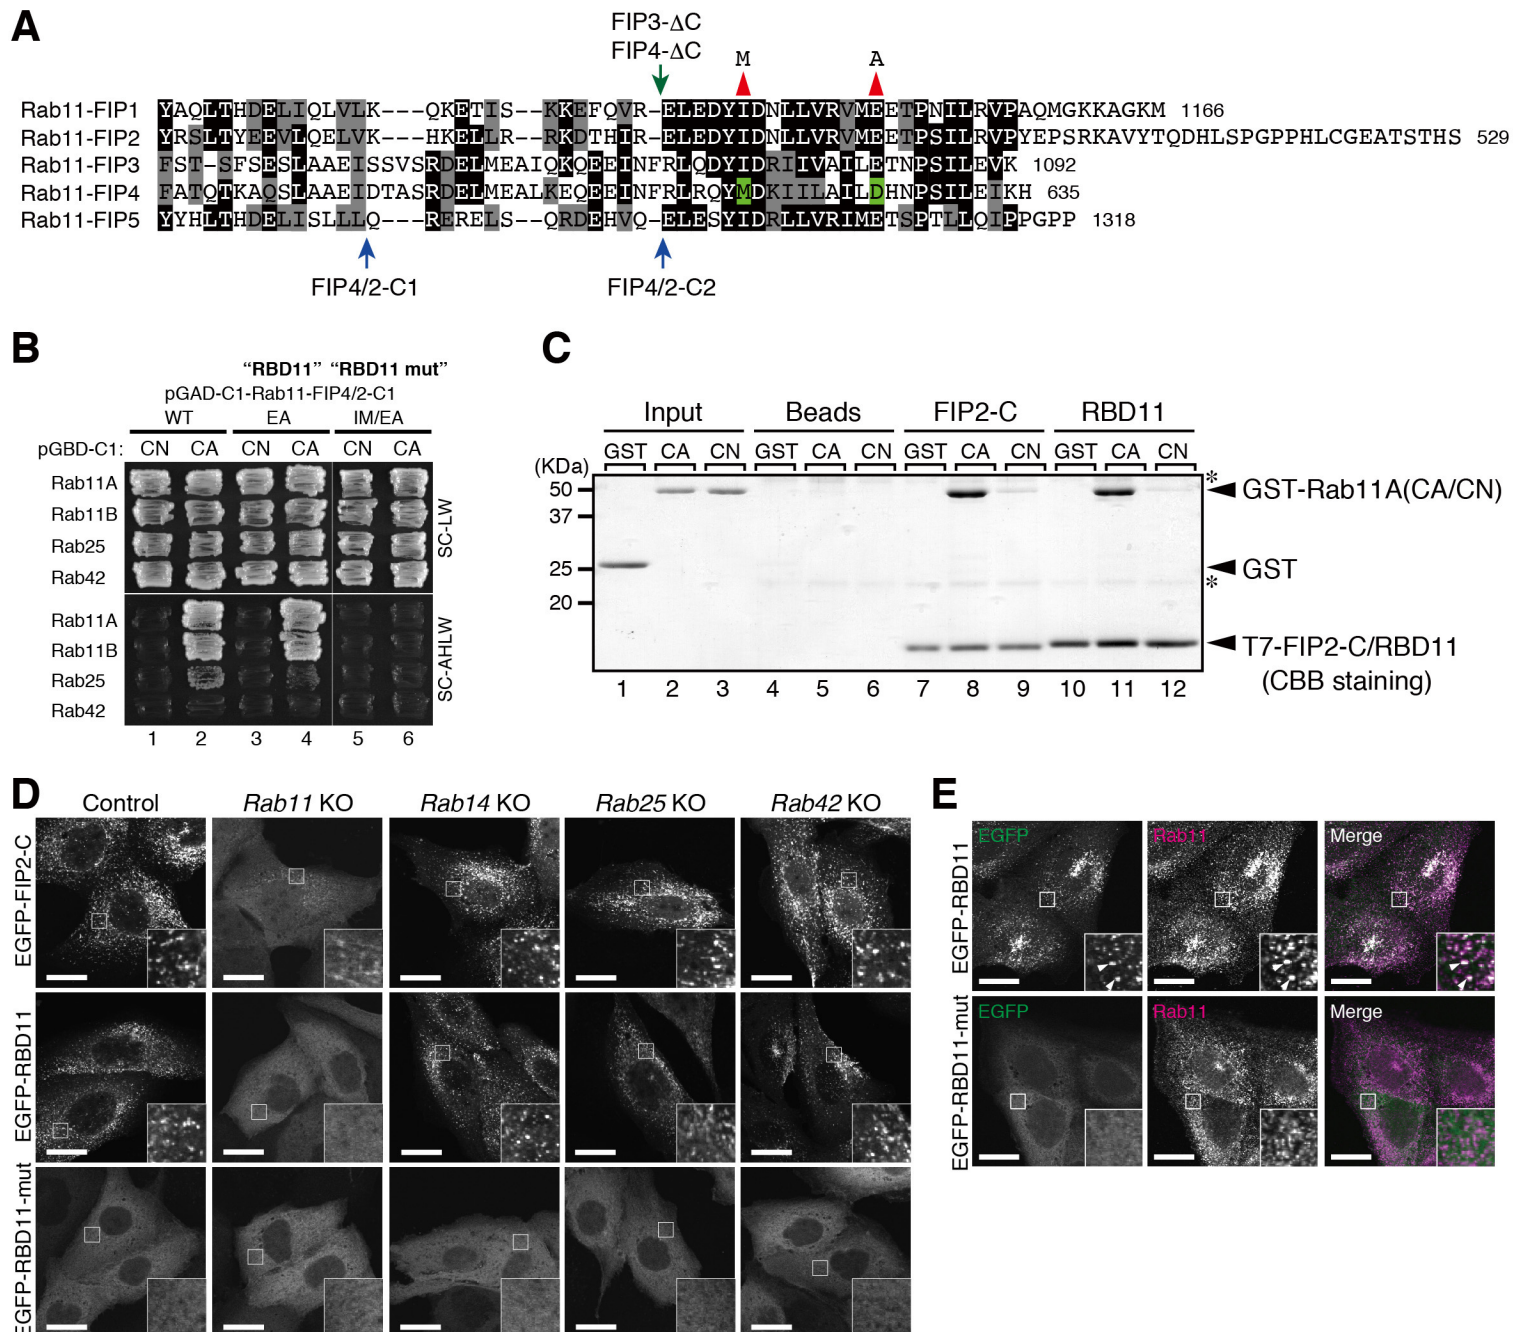 A
FIP3-ΔC
FIP4-ΔC
M A
Rab11-FIP1 YAQLTHDELIQLVLK---QKETIS--KKEFQVR-ELEDYIDNLLVRVMEETPNILRVPAQMGKKAGKM 1166
Rab11-FIP2 YRSLTYEEVLQELVK---HKELLR--RKDTHIR-ELEDYIDNLLVRVMEETPSILRVPYEPSRKAVYTQDHLSPGPPHLCGEATSTHS 529
Rab11-FIP3 FST-SFSESLAAEISSVSRDELMEAIQKQEEINFRLQDYIDRIIVAILETNPSILEVK 1092
Rab11-FIP4 FATQTKAQSLAAEIDTASRDELMEALKEQEEINFRLRQYMDKIILAILDHNPSILEIKH 635
Rab11-FIP5 YYHLTHDELISLLLQ---RERELS--QRDEHVQ-ELESYIDRLLVRIMETSPTLLQIPPGPP 1318
FIP4/2-C1 FIP4/2-C2
B
“RBD11” “RBD11 mut”
pGAD-C1-Rab11-FIP4/2-C1
WT EA IM/EA
pGBD-C1: CN CA CN CA CN CA
Rab11A
Rab11B
Rab25
Rab42
SC-LW
Rab11A
Rab11B
Rab25
Rab42
SC-AHLW
1 2 3 4 5 6
C
Input Beads FIP2-C RBD11
GST CA CN GST CA CN GST CA CN GST CA CN
(KDa)
50
37
25
20
*
GST-Rab11A(CA/CN)
GST
*
T7-FIP2-C/RBD11
(CBB staining)
1 2 3 4 5 6 7 8 9 10 11 12
D
Control Rab11 KO Rab14 KO Rab25 KO Rab42 KO
EGFP-FIP2-C
EGFP-RBD11
EGFP-RBD11-mut
E
EGFP-RBD11
EGFP Rab11 Merge
EGFP-RBD11-mut
EGFP Rab11 Merge